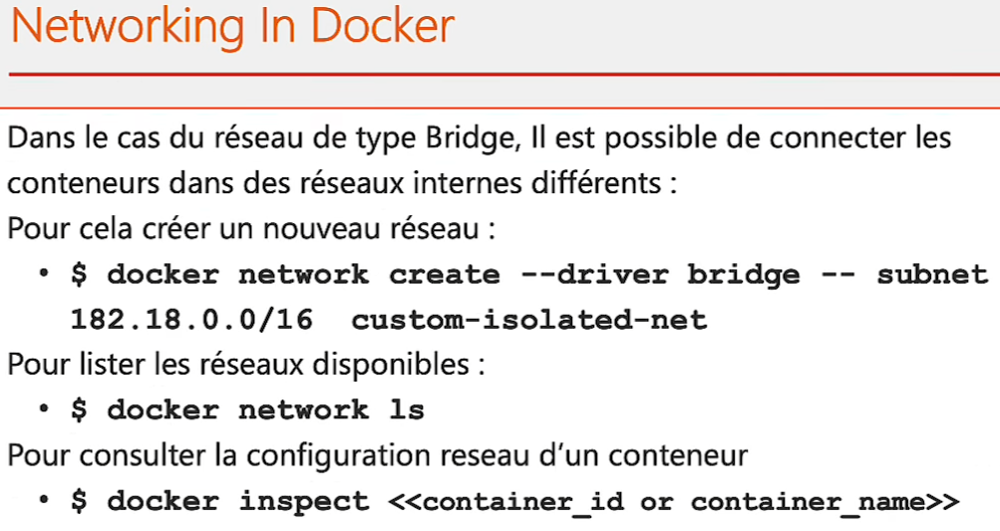 Networking In Docker
Dans le cas du réseau de type Bridge, Il est possible de connecter les
conteneurs dans des réseaux internes différents :
Pour cela créer un nouveau réseau :
• $ docker network create --driver bridge -- subnet
182.18.0.0/16 custom-isolated-net
Pour lister les réseaux disponibles :
• $ docker network ls
Pour consulter la configuration reseau d'un conteneur
• $ docker inspect <<container_id or container_name>>